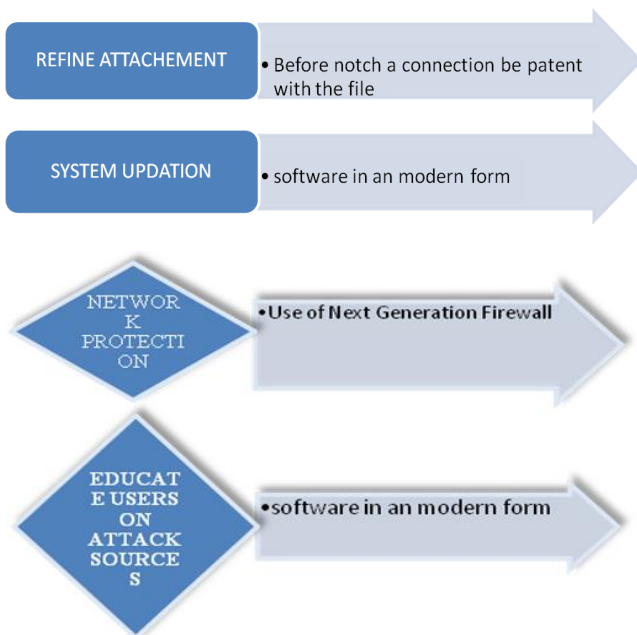 REFINE ATTACHEMENT
• Before notch a connection be patent
with the file
SYSTEM UPDATION
• software in an modern form
NETWOR
K
PROTECTI
ON
•Use of Next Generation Firewall
EDUCAT
E USERS
ON
ATTACK
SOURCE
S
•software in an modern form